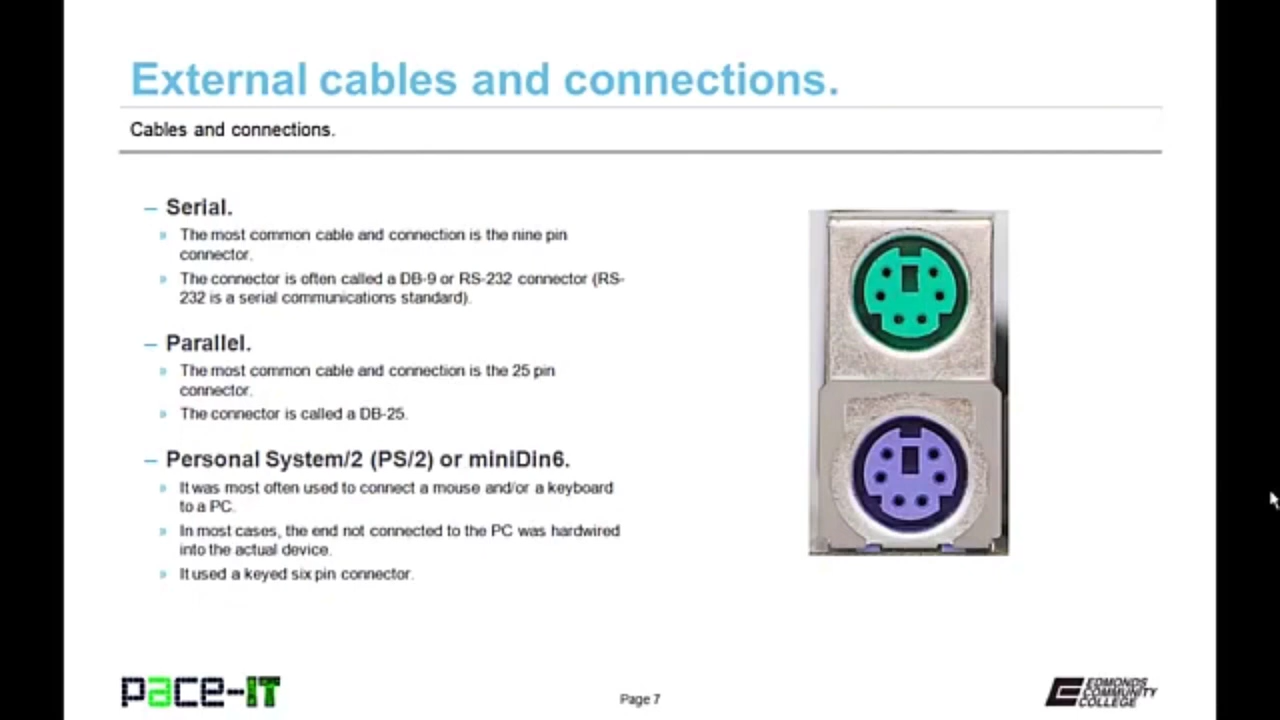 External cables and connections.
Cables and connections.
– Serial.
» The most common cable and connection is the nine pin
connector.
» The connector is often called a DB-9 or RS-232 connector (RS-
232 is a serial communications standard).
– Parallel.
» The most common cable and connection is the 25 pin
connector.
» The connector is called a DB-25.
– Personal System/2 (PS/2) or miniDin6.
» It was most often used to connect a mouse and/or a keyboard
to a PC.
» In most cases, the end not connected to the PC was hardwired
into the actual device.
» It used a keyed six pin connector.
pace-IT
Page 7
EDMONDS
COMMUNITY
COLLEGE